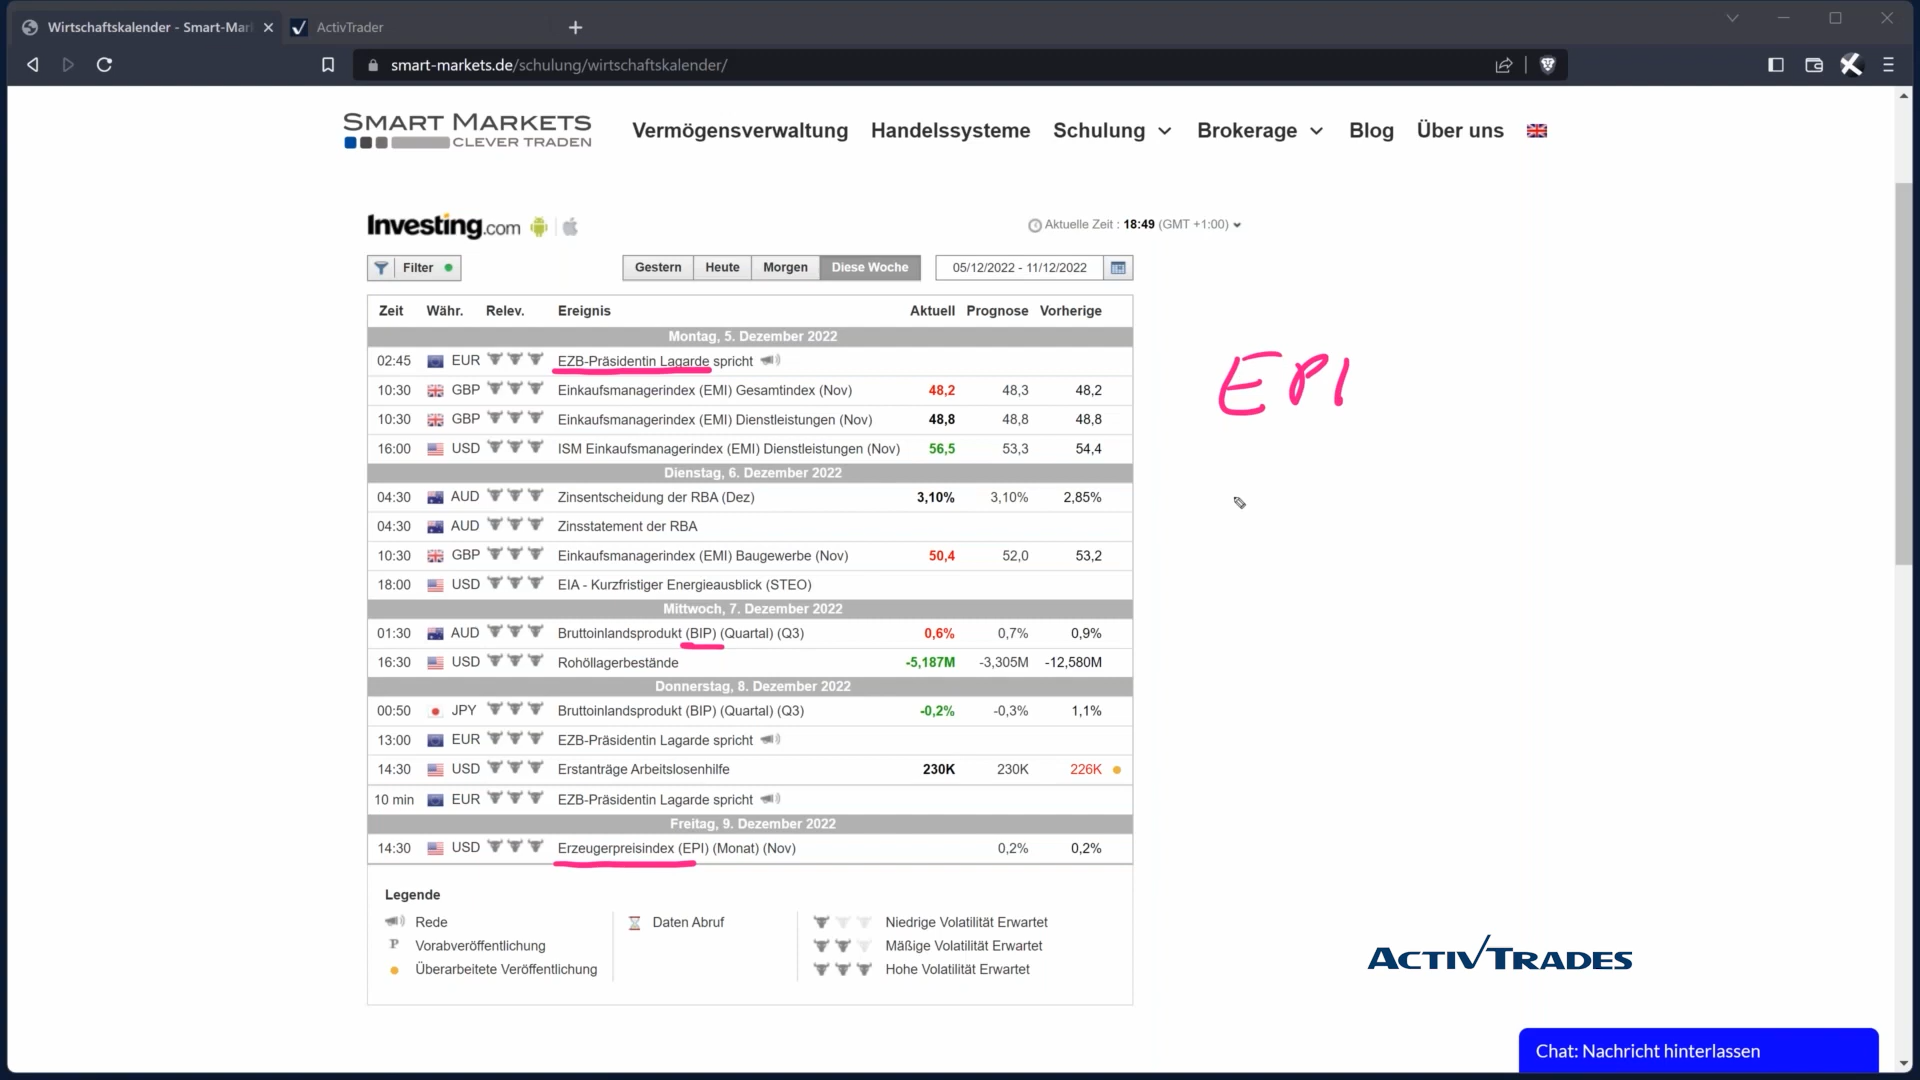 Wirtschaftskalender - Smart-Mar
ActivTrader
smart-markets.de/schulung/wirtschaftskalender/
SMART MARKETS
CLEVER TRADEN
Vermögensverwaltung Handelssysteme Schulung Brokerage Blog Über uns
Investing.com
Aktuelle Zeit : 18:49 (GMT +1:00)
Filter
Gestern Heute Morgen Diese Woche 05/12/2022 - 11/12/2022
Zeit Währ. Relev. Ereignis Aktuell Prognose Vorherige
Montag, 5. Dezember 2022
02:45 EUR EZB-Präsidentin Lagarde spricht
10:30 GBP Einkaufsmanagerindex (EMI) Gesamtindex (Nov) 48,2 48,3 48,2
10:30 GBP Einkaufsmanagerindex (EMI) Dienstleistungen (Nov) 48,8 48,8 48,8
16:00 USD ISM Einkaufsmanagerindex (EMI) Dienstleistungen (Nov) 56,5 53,3 54,4
Dienstag, 6. Dezember 2022
04:30 AUD Zinsentscheidung der RBA (Dez) 3,10% 3,10% 2,85%
04:30 AUD Zinsstatement der RBA
10:30 GBP Einkaufsmanagerindex (EMI) Baugewerbe (Nov) 50,4 52,0 53,2
18:00 USD EIA - Kurzfristiger Energieausblick (STEO)
Mittwoch, 7. Dezember 2022
01:30 AUD Bruttoinlandsprodukt (BIP) (Quartal) (Q3) 0,6% 0,7% 0,9%
16:30 USD Rohöllagerbestände -5,187M -3,305M -12,580M
Donnerstag, 8. Dezember 2022
00:50 JPY Bruttoinlandsprodukt (BIP) (Quartal) (Q3) -0,2% -0,3% 1,1%
13:00 EUR EZB-Präsidentin Lagarde spricht
14:30 USD Erstanträge Arbeitslosenhilfe 230K 230K 226K
10 min EUR EZB-Präsidentin Lagarde spricht
Freitag, 9. Dezember 2022
14:30 USD Erzeugerpreisindex (EPI) (Monat) (Nov) 0,2% 0,2%
EPI
Legende
Rede Daten Abruf Niedrige Volatilität Erwartet
P Vorabveröffentlichung Mäßige Volatilität Erwartet
Überarbeitete Veröffentlichung Hohe Volatilität Erwartet
ACTIVTRADES
Chat: Nachricht hinterlassen